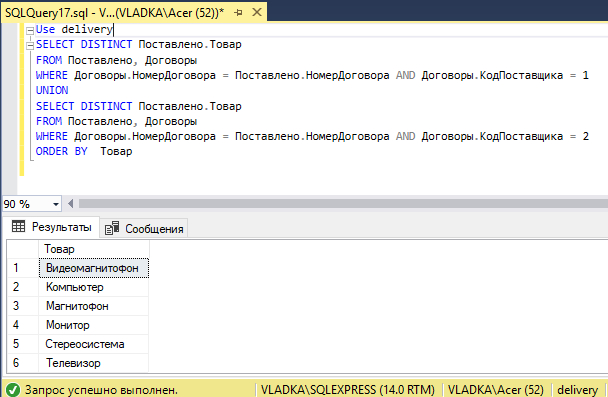 SQLQuery17.sql - V...(VLADKA\Acer (52))*
Use delivery
SELECT DISTINCT Поставлено.Товар
FROM Поставлено, Договоры
WHERE Договоры.НомерДоговора = Поставлено.НомерДоговора AND Договоры.КодПоставщика = 1
UNION
SELECT DISTINCT Поставлено.Товар
FROM Поставлено, Договоры
WHERE Договоры.НомерДоговора = Поставлено.НомерДоговора AND Договоры.КодПоставщика = 2
ORDER BY Товар
90 %
Результаты Сообщения
Товар
1 Видеомагнитофон
2 Компьютер
3 Магнитофон
4 Монитор
5 Стереосистема
6 Телевизор
Запрос успешно выполнен. VLADKA\SQLEXPRESS (14.0 RTM) VLADKA\Acer (52) delivery